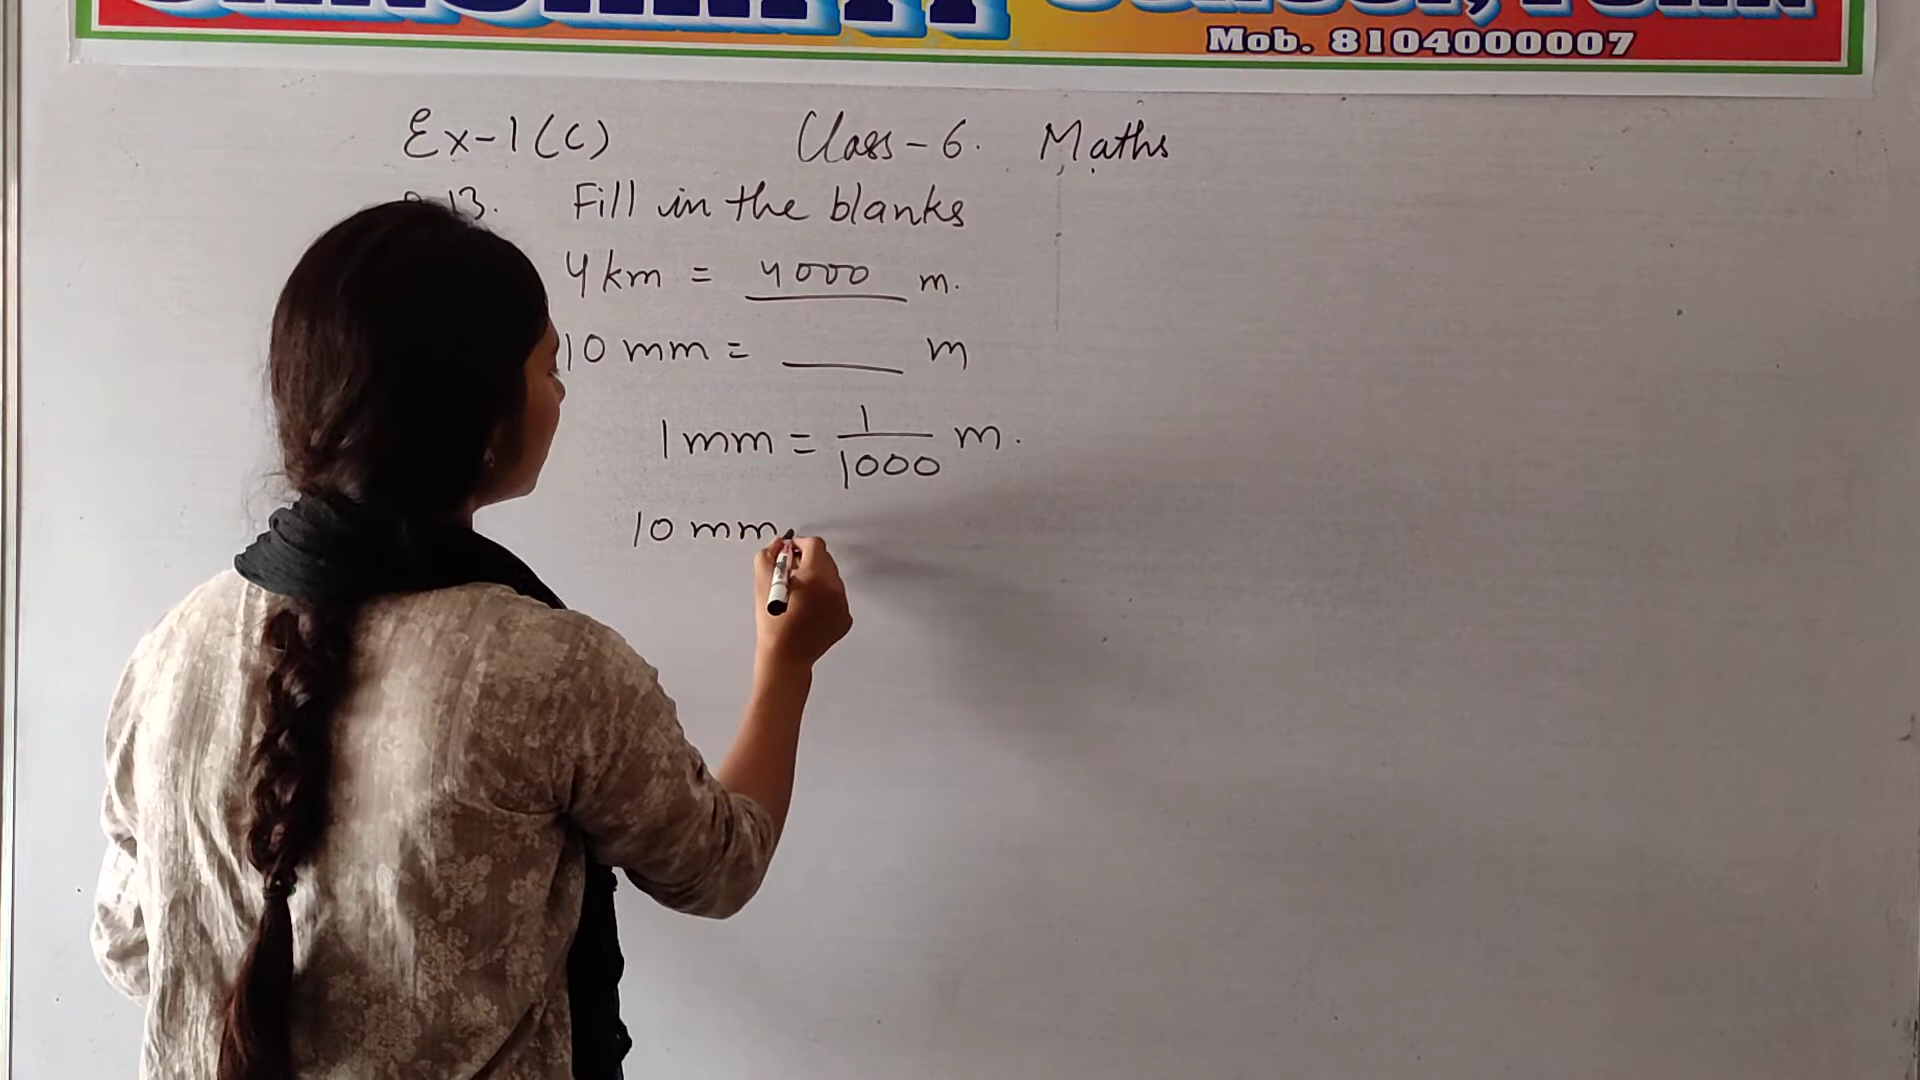 Mob. 8104000007
Ex-1(C) Class-6. Maths
13. Fill in the blanks
4 km = 4000 m.
10 mm = ____ m
1 mm = 1/1000 m.
10 mm